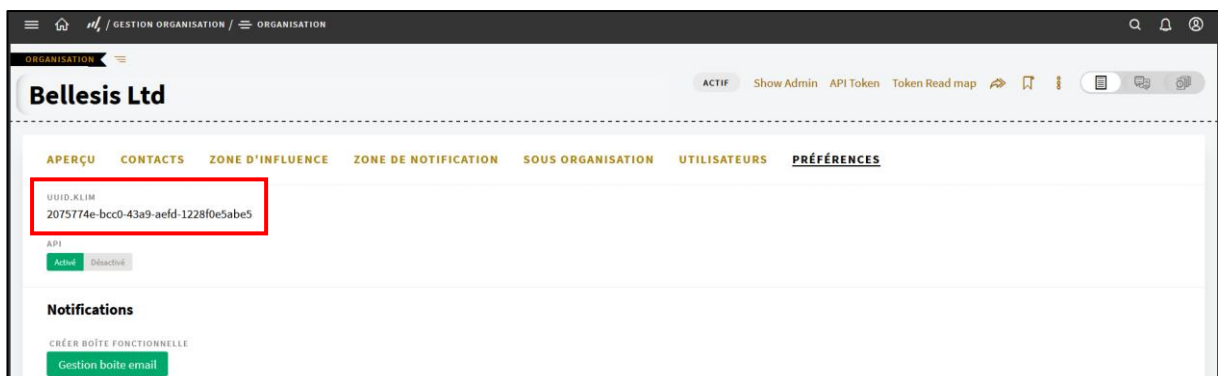 / GESTION ORGANISATION / ORGANISATION
ORGANISATION
Bellesis Ltd
ACTIF Show Admin API Token Token Read map
APERÇU CONTACTS ZONE D'INFLUENCE ZONE DE NOTIFICATION SOUS ORGANISATION UTILISATEURS PRÉFÉRENCES
UUID.KLIM
2075774e-bcc0-43a9-aefd-1228f0e5abe5
API
Activé Désactivé
Notifications
CRÉER BOÎTE FONCTIONNELLE
Gestion boite email